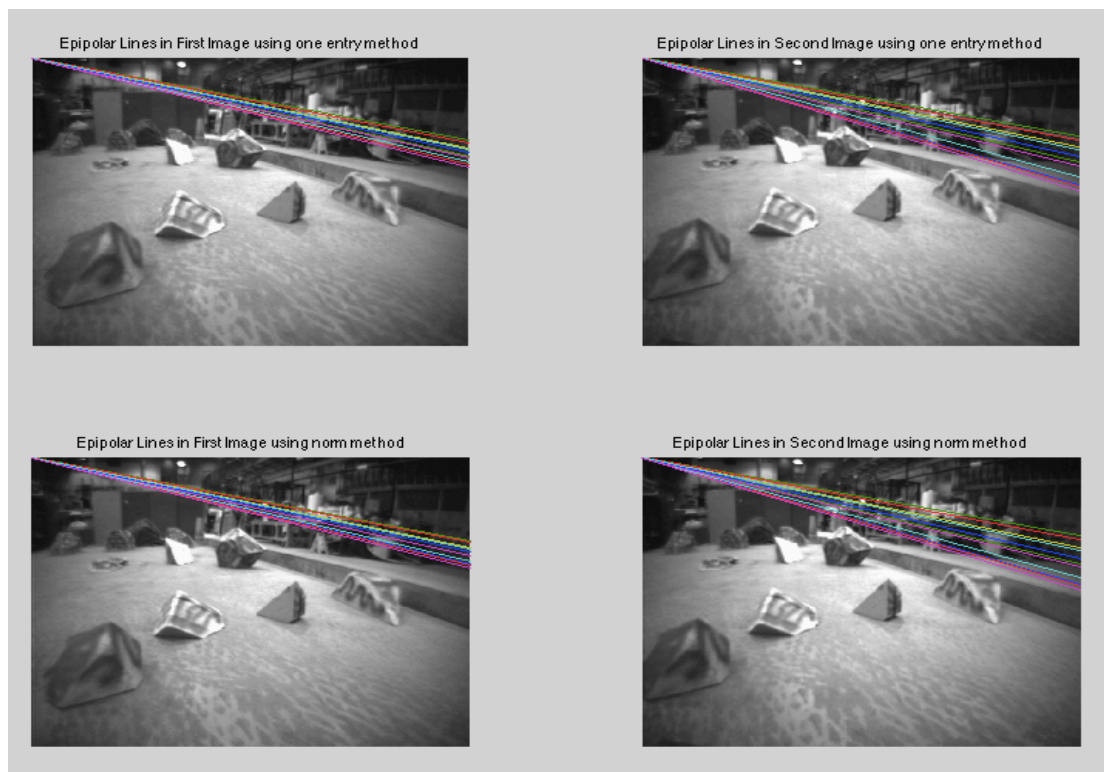 Epipolar Lines in First Image using one entry method
Epipolar Lines in Second Image using one entry method
Epipolar Lines in First Image using norm method
Epipolar Lines in Second Image using norm method